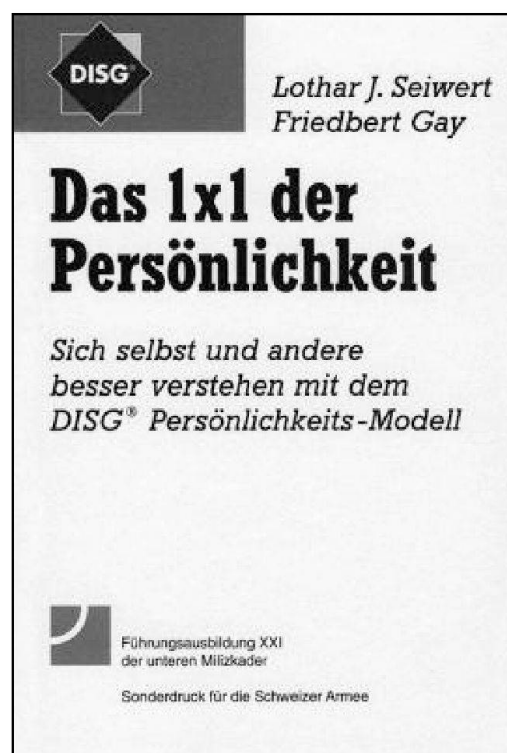 DISG®
Lothar J. Seiwert
Friedbert Gay
Das 1x1 der
Persönlichkeit
Sich selbst und andere
besser verstehen mit dem
DISG® Persönlichkeits-Modell
Führungsausbildung XXI
der unteren Milizkader
Sonderdruck für die Schweizer Armee